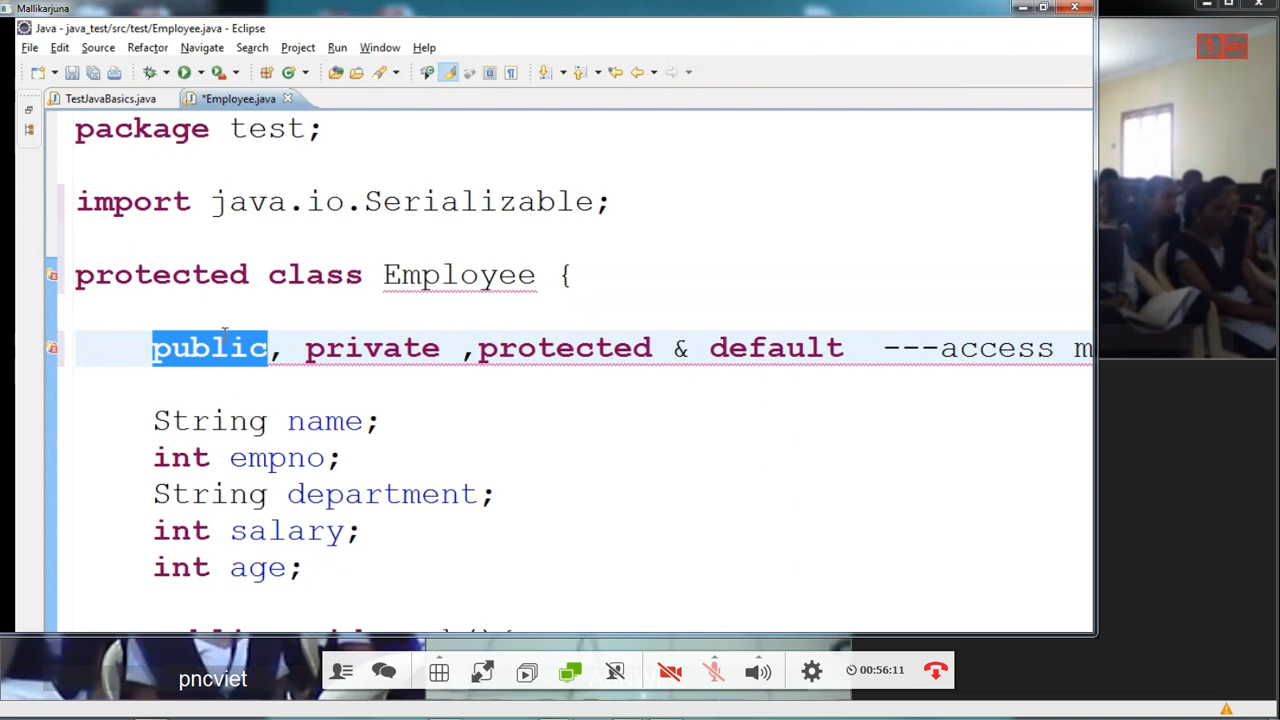 Mallikarjuna
Java - java_test/src/test/Employee.java - Eclipse
File Edit Source Refactor Navigate Search Project Run Window Help
TestJavaBasics.java *Employee.java
package test;
import java.io.Serializable;
protected class Employee {
public, private ,protected & default ---access m
String name;
int empno;
String department;
int salary;
int age;
pncviet
00:56:11